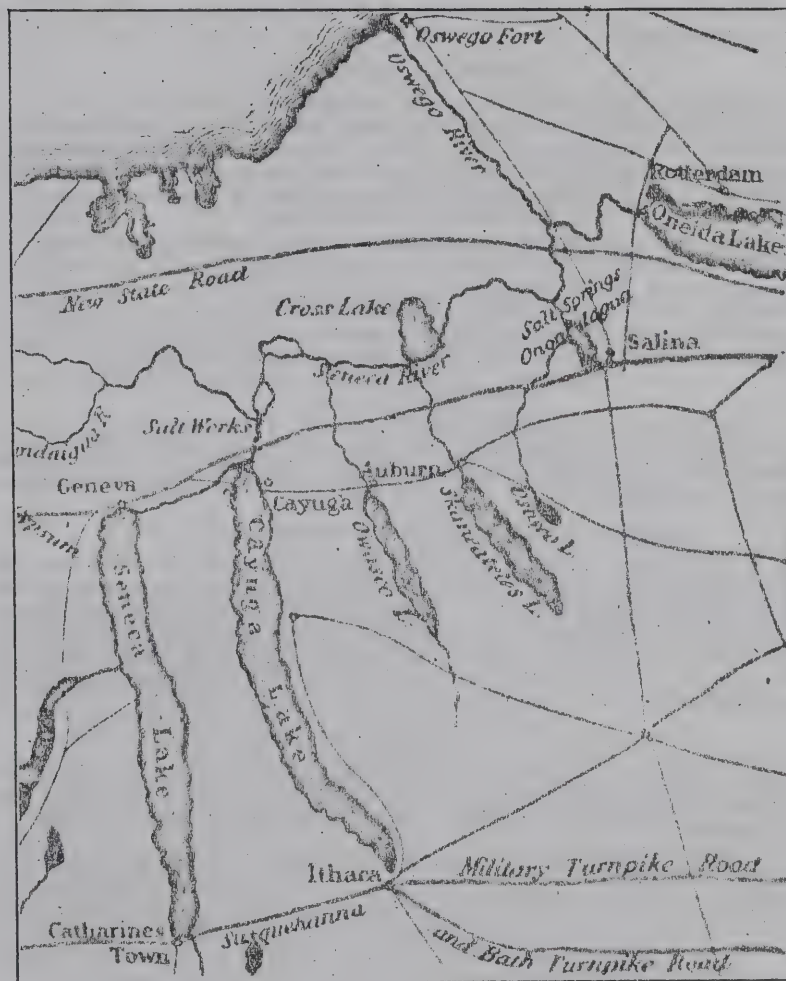 Oswego Fort
Oswego River
Rotterdam
Oneida Lake
New State Road
Cross Lake
Salt Springs
Onondagua
Salina
Seneca River
Salt Works
ndaigua R
Geneva
Auburn
Cayuga
Gypsum
Owasco L.
Skaneateles L.
Cayuga Lake
Seneca Lake
Ithaca
Military Turnpike Road
Catharines
Town
Susquehanna
and Bath Turnpike Road